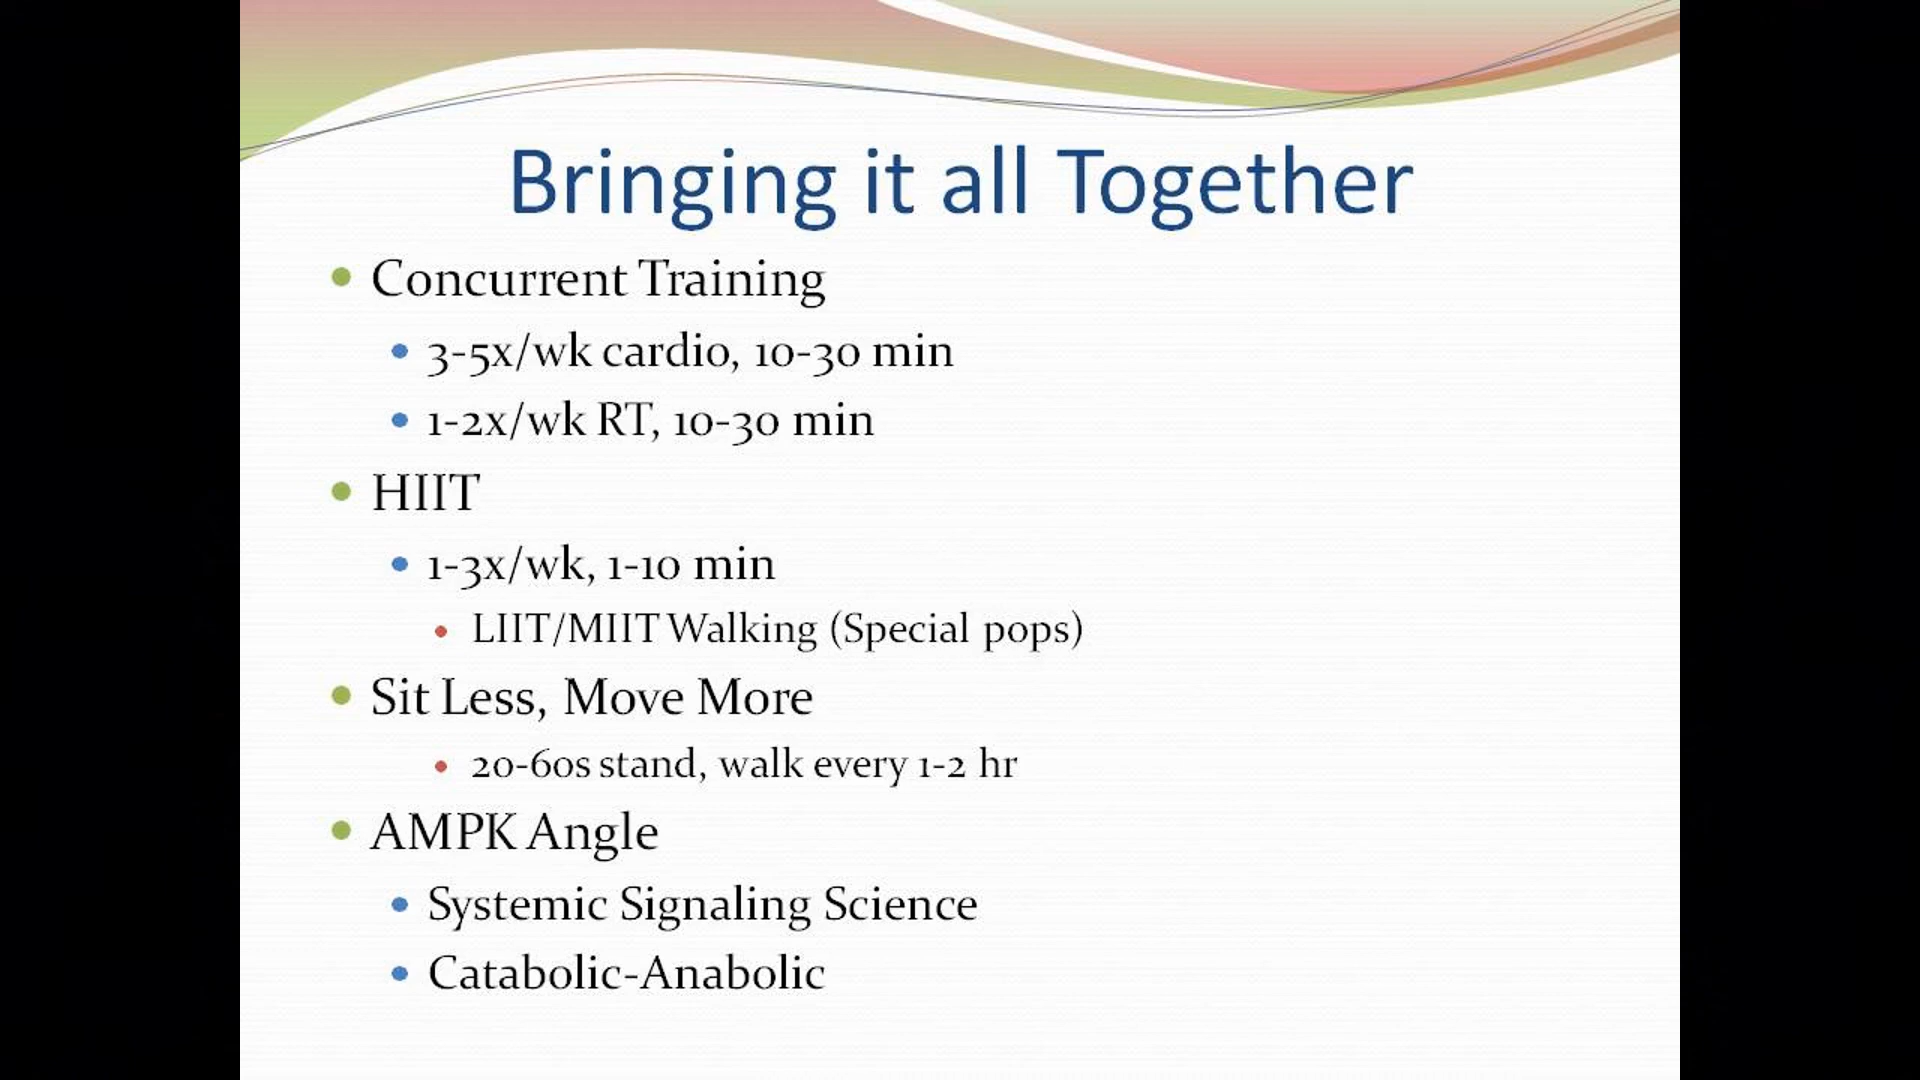 Bringing it all Together
Concurrent Training
3-5x/wk cardio, 10-30 min
1-2x/wk RT, 10-30 min
HIIT
1-3x/wk, 1-10 min
LIIT/MIIT Walking (Special pops)
Sit Less, Move More
20-60s stand, walk every 1-2 hr
AMPK Angle
Systemic Signaling Science
Catabolic-Anabolic